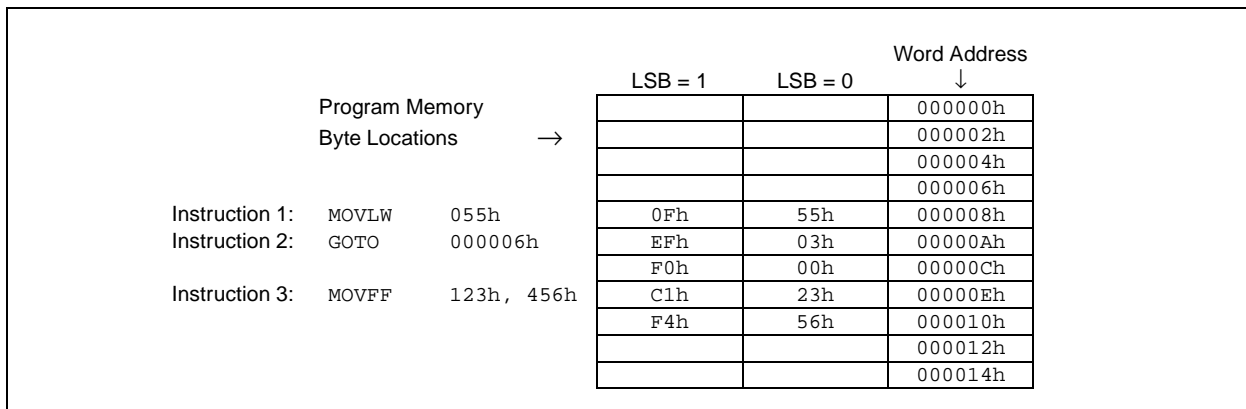 Word Address
LSB = 1 LSB = 0 ↓
Program Memory 000000h
Byte Locations → 000002h
000004h
000006h
Instruction 1: MOVLW 055h 0Fh 55h 000008h
Instruction 2: GOTO 000006h EFh 03h 00000Ah
F0h 00h 00000Ch
Instruction 3: MOVFF 123h, 456h C1h 23h 00000Eh
F4h 56h 000010h
000012h
000014h